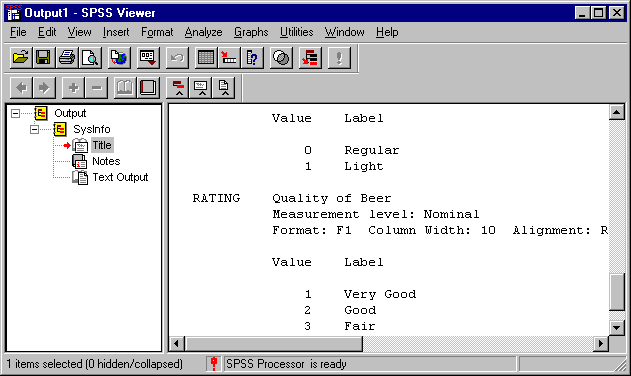 Output1 - SPSS Viewer
File Edit View Insert Format Analyze Graphs Utilities Window Help
Output
SysInfo
Title
Notes
Text Output
Value Label
0 Regular
1 Light
RATING Quality of Beer
Measurement level: Nominal
Format: F1 Column Width: 10 Alignment: R
Value Label
1 Very Good
2 Good
3 Fair
1 items selected (0 hidden/collapsed) SPSS Processor is ready